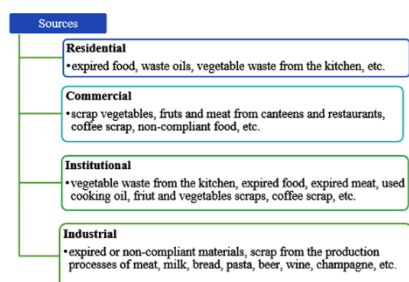 Sources
Residential
•expired food, waste oils, vegetable waste from the kitchen, etc.
Commercial
•scrap vegetables, fruts and meat from canteens and restaurants,
coffee scrap, non-compliant food, etc.
Institutional
•vegetable waste from the kitchen, expired food, expired meat, used
cooking oil, friut and vegetables scraps, coffee scrap, etc.
Industrial
•expired or non-compliant materials, scrap from the production
processes of meat, milk, bread, pasta, beer, wine, champagne, etc.